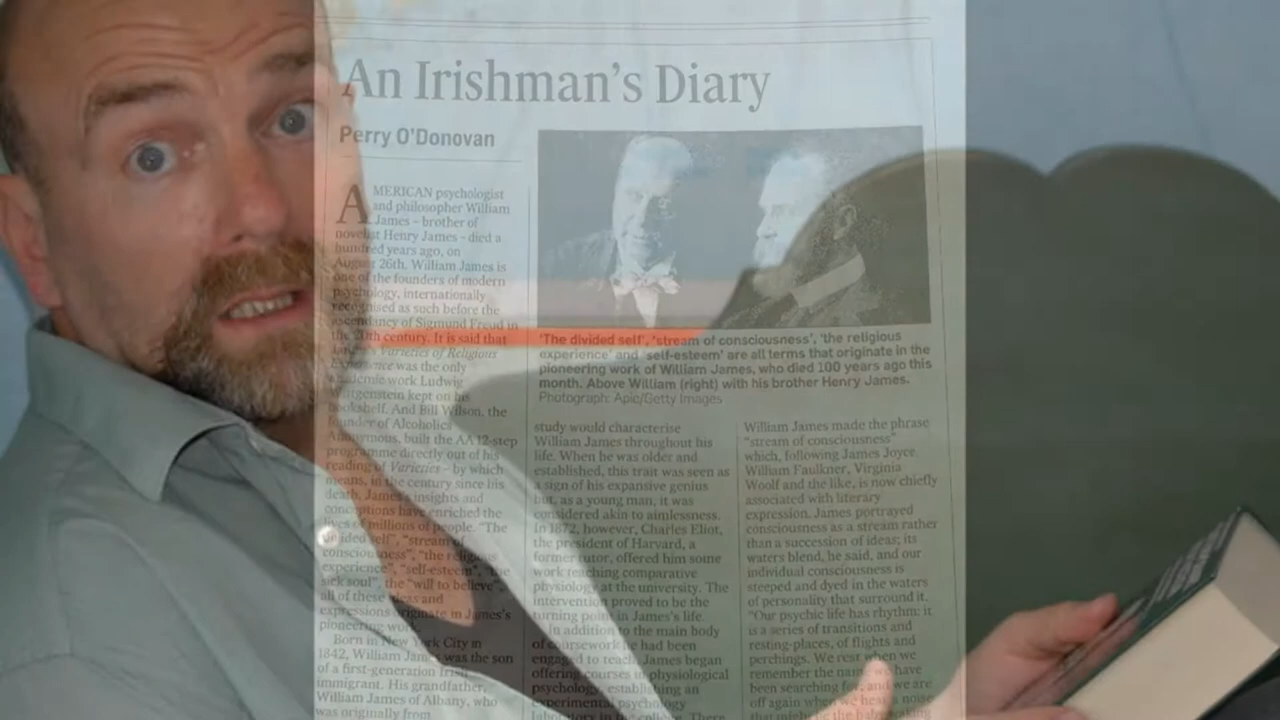 An Irishman's Diary
Perry O'Donovan
AMERICAN psychologist
and philosopher William
James – brother of
novelist Henry James – died a
hundred years ago, on
August 26th. William James is
one of the founders of modern
psychology, internationally
recognised as such before the
ascendancy of Sigmund Freud in
the 20th century. It is said that
James's Varieties of Religious
Experience was the only
academic work Ludwig
Wittgenstein kept on his
bookshelf. And Bill Wilson, the
founder of Alcoholics
Anonymous, built the AA 12-step
programme directly out of his
reading of Varieties – by which
means, in the century since his
death, James's insights and
conceptions have enriched the
lives of millions of people. "The
divided self", "stream of
consciousness", "the religious
experience", "self-esteem", "the
sick soul", the "will to believe",
all of these ideas and
expressions originate in James's
pioneering work.
Born in New York City in
1842, William James was the son
of a first-generation Irish
immigrant. His grandfather,
William James of Albany, who
was originally from
'The divided self', 'stream of consciousness', 'the religious
experience' and 'self-esteem' are all terms that originate in the
pioneering work of William James, who died 100 years ago this
month. Above William (right) with his brother Henry James.
Photograph: Apic/Getty Images
study would characterise
William James throughout his
life. When he was older and
established, this trait was seen as
a sign of his expansive genius
but, as a young man, it was
considered akin to aimlessness.
In 1872, however, Charles Eliot,
the president of Harvard, a
former tutor, offered him some
work teaching comparative
physiology at the university. The
intervention proved to be the
turning point in James's life.
In addition to the main body
of coursework he had been
engaged to teach, James began
offering courses in physiological
psychology, establishing an
experimental psychology
laboratory in the college. There
William James made the phrase
"stream of consciousness"
which, following James Joyce,
William Faulkner, Virginia
Woolf and the like, is now chiefly
associated with literary
expression. James portrayed
consciousness as a stream rather
than a succession of ideas; its
waters blend, he said, and our
individual consciousness is
steeped and dyed in the waters
of personality that surround it.
"Our psychic life has rhythm: it
is a series of transitions and
resting-places, of flights and
perchings. We rest when we
remember the name we have
been searching for, and we are
off again when we hear a noise
that might be the baby waking